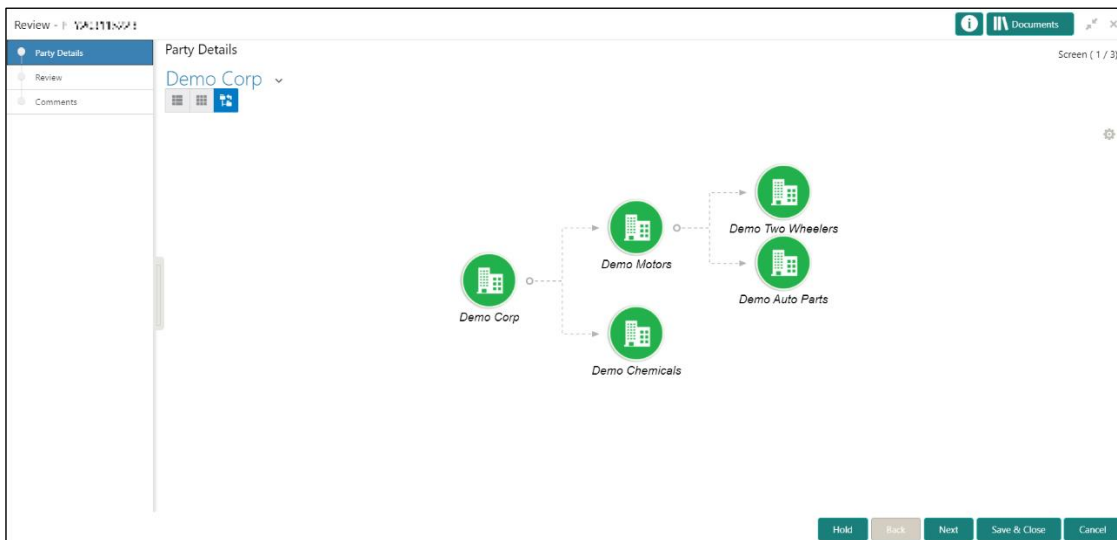 Review -
Documents
Party Details
Review
Comments
Party Details
Screen ( 1 / 3)
Demo Corp
Demo Two Wheelers
Demo Motors
Demo Auto Parts
Demo Corp
Demo Chemicals
Hold
Back
Next
Save & Close
Cancel